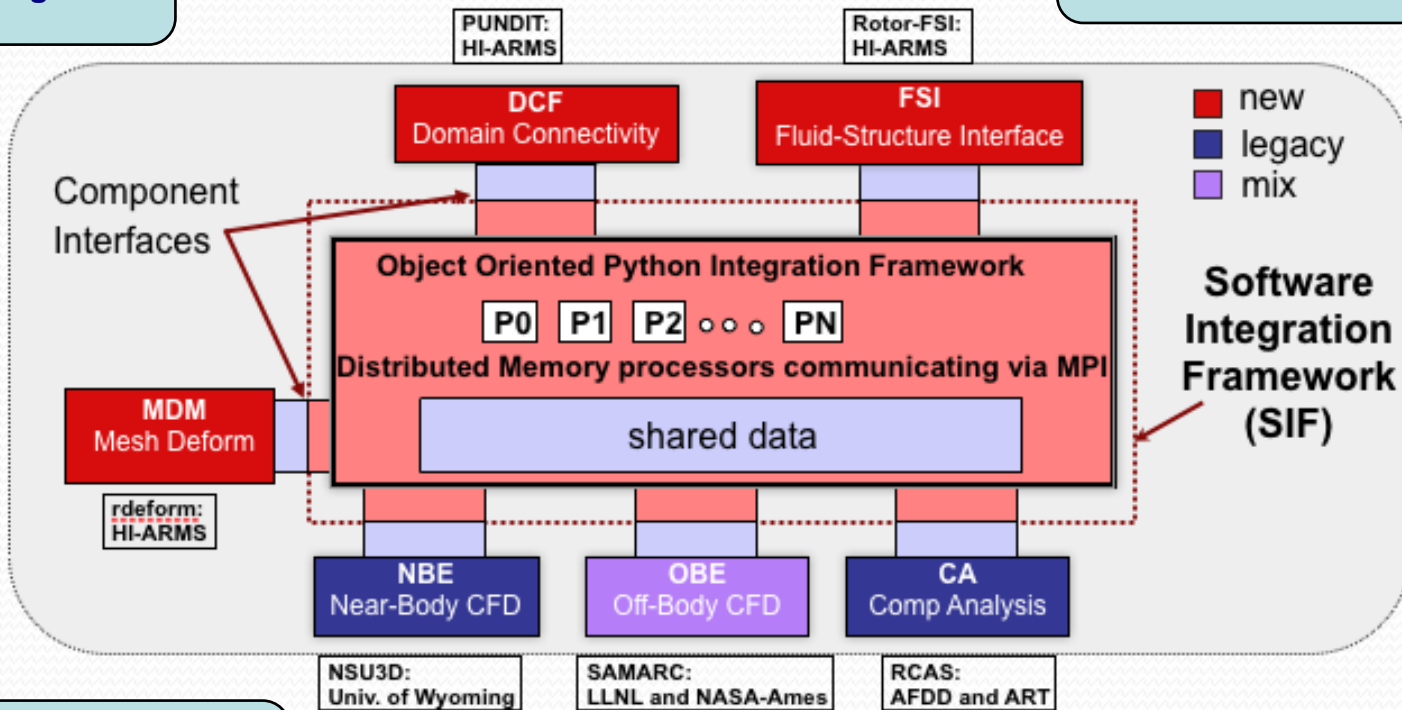 g
PUNDIT:
HI-ARMS
Rotor-FSI:
HI-ARMS
DCF
Domain Connectivity
FSI
Fluid-Structure Interface
new
legacy
mix
Component
Interfaces
Object Oriented Python Integration Framework
P0 P1 P2 ooo PN
Distributed Memory processors communicating via MPI
shared data
Software
Integration
Framework
(SIF)
MDM
Mesh Deform
rdeform:
HI-ARMS
NBE
Near-Body CFD
OBE
Off-Body CFD
CA
Comp Analysis
NSU3D:
Univ. of Wyoming
SAMARC:
LLNL and NASA-Ames
RCAS:
AFDD and ART